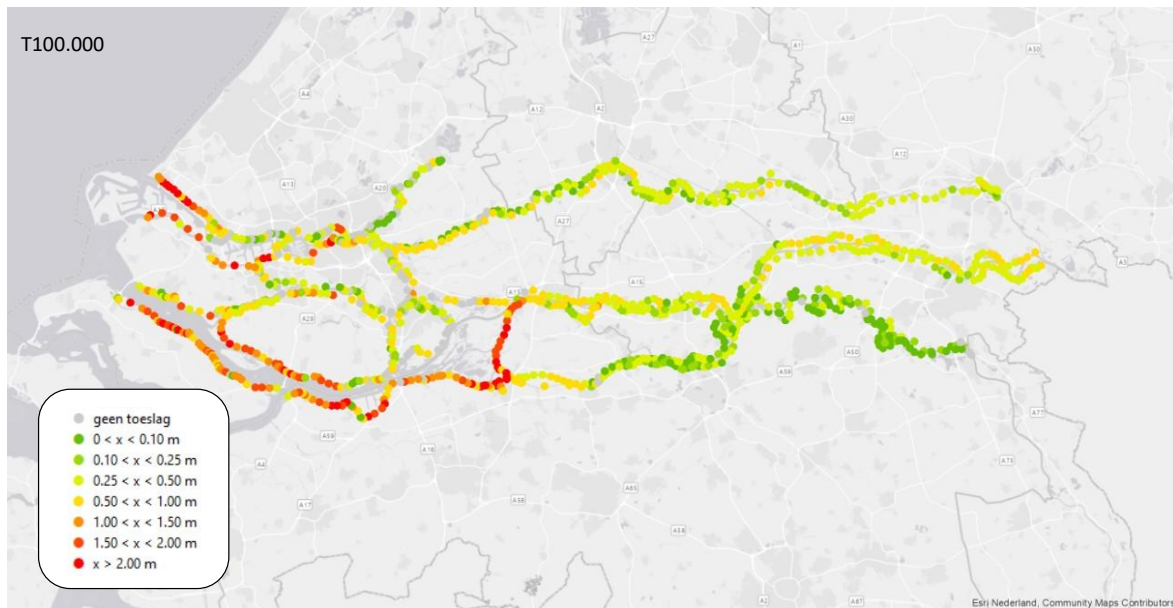 T100.000
A27
A1
A50
A4
A12
A2
A30
A13
A20
A12
A27
A3
A15
A15
A29
A50
A59
A59
A16
A77
A4
A17
A58
A65
A73
A58
A2
A67
geen toeslag
0 < x < 0.10 m
0.10 < x < 0.25 m
0.25 < x < 0.50 m
0.50 < x < 1.00 m
1.00 < x < 1.50 m
1.50 < x < 2.00 m
x > 2.00 m
Esri Nederland, Community Maps Contributors